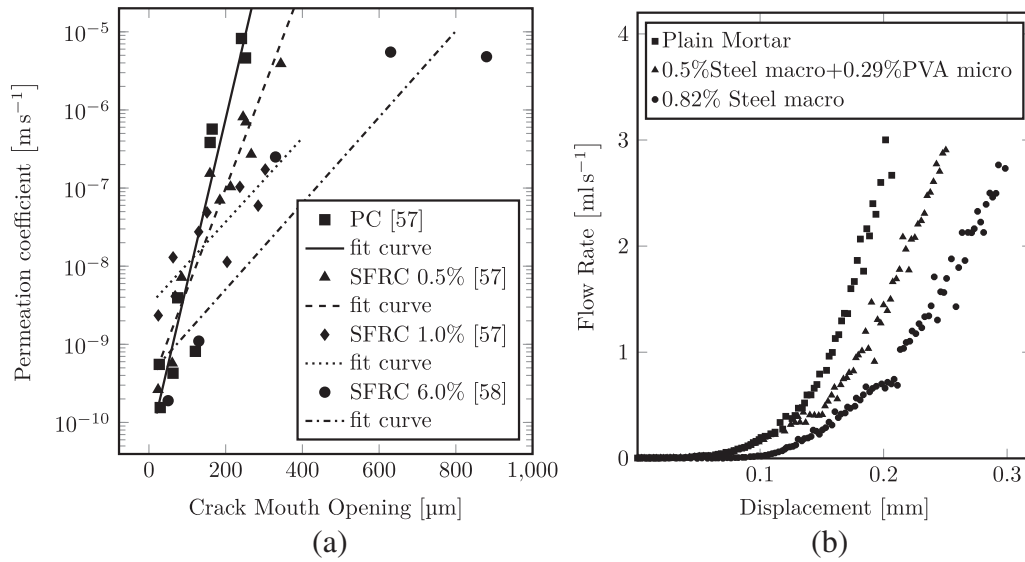 10⁻⁵
10⁻⁶
10⁻⁷
10⁻⁸
10⁻⁹
10⁻¹⁰
Permeation coefficient [m s⁻¹]
0
200
400
600
800
1,000
Crack Mouth Opening [µm]
PC [57]
fit curve
SFRC 0.5% [57]
fit curve
SFRC 1.0% [57]
fit curve
SFRC 6.0% [58]
fit curve
(a)
4
3
2
1
0
Flow Rate [ml s⁻¹]
0.1
0.2
0.3
Displacement [mm]
Plain Mortar
0.5%Steel macro+0.29%PVA micro
0.82% Steel macro
(b)